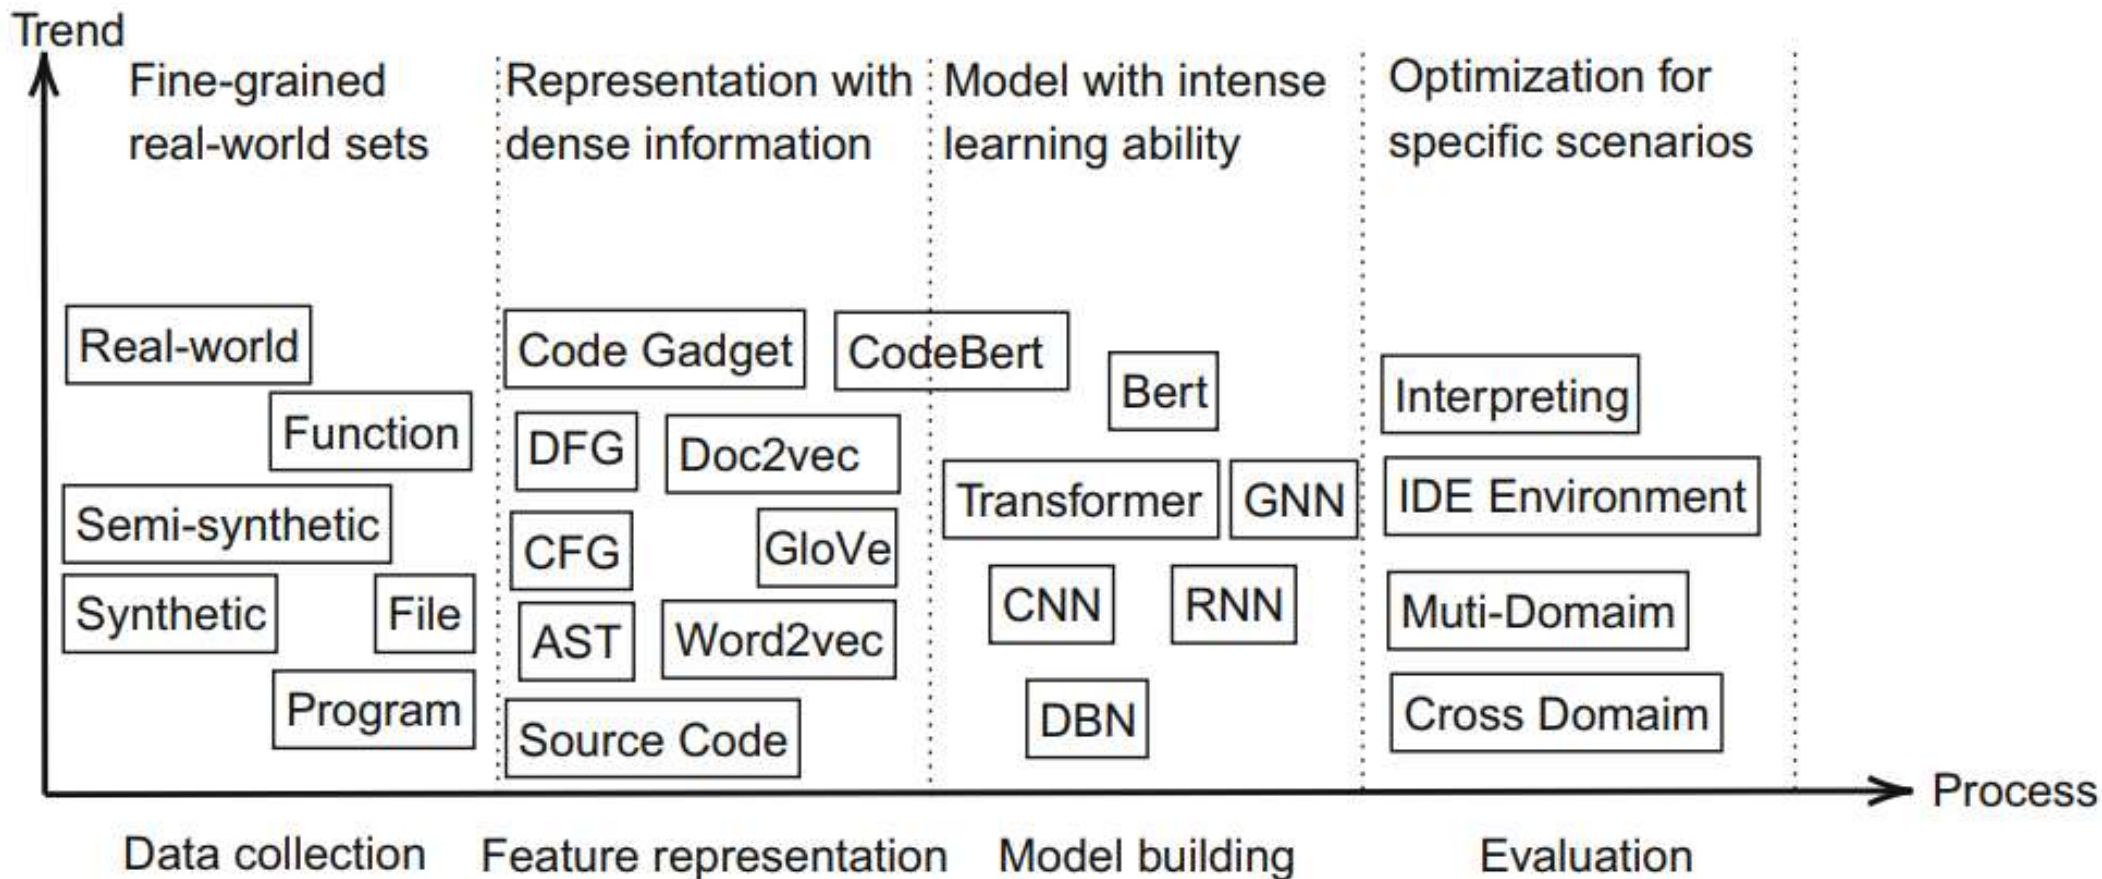 Trend
Fine-grained
real-world sets
Representation with
dense information
Model with intense
learning ability
Optimization for
specific scenarios
Real-world
Function
Semi-synthetic
Synthetic
File
Program
Code Gadget
CodeBert
DFG
Doc2vec
CFG
GloVe
AST
Word2vec
Source Code
Bert
Transformer
GNN
CNN
RNN
DBN
Interpreting
IDE Environment
Muti-Domaim
Cross Domaim
Process
Data collection
Feature representation
Model building
Evaluation